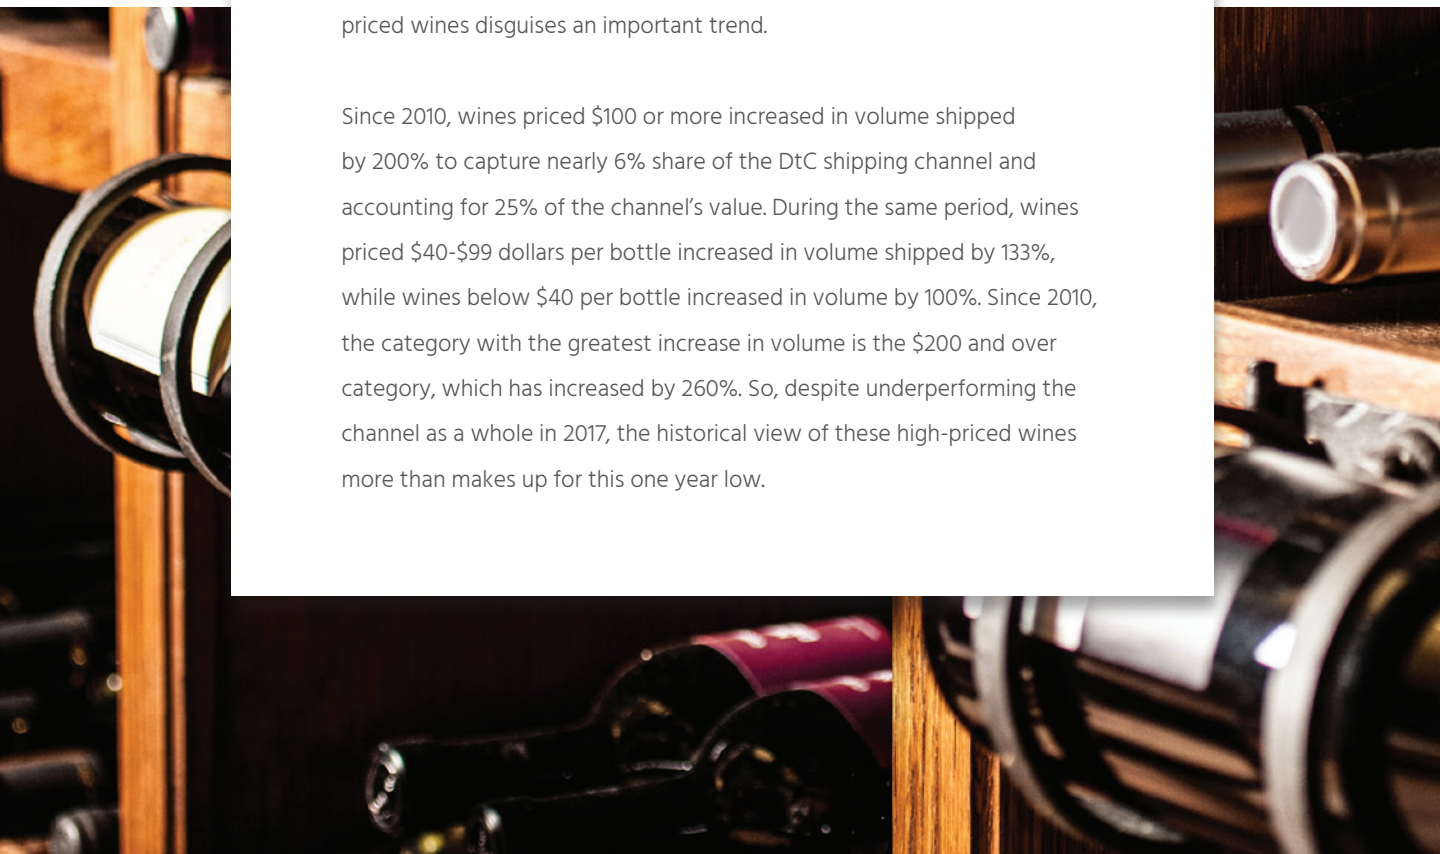 priced wines disguises an important trend.
Since 2010, wines priced $100 or more increased in volume shipped
by 200% to capture nearly 6% share of the DtC shipping channel and
accounting for 25% of the channel's value. During the same period, wines
priced $40-$99 dollars per bottle increased in volume shipped by 133%,
while wines below $40 per bottle increased in volume by 100%. Since 2010,
the category with the greatest increase in volume is the $200 and over
category, which has increased by 260%. So, despite underperforming the
channel as a whole in 2017, the historical view of these high-priced wines
more than makes up for this one year low.